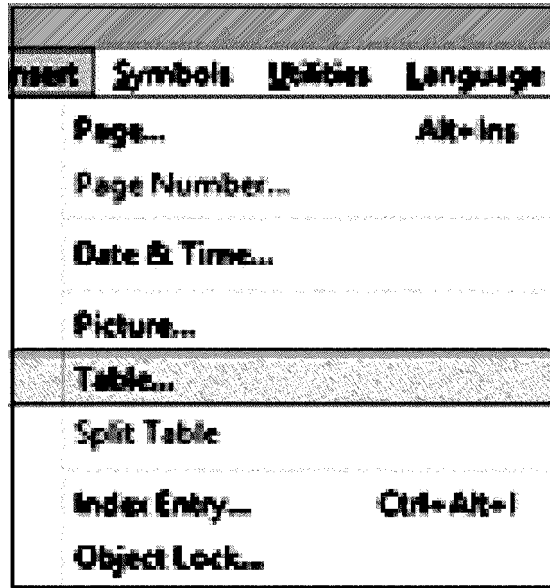 nsert Symbols Utilities Language
Page... Alt+Ins
Page Number...
Date & Time...
Picture...
Table...
Split Table
Index Entry... Ctrl+Alt+I
Object Lock...